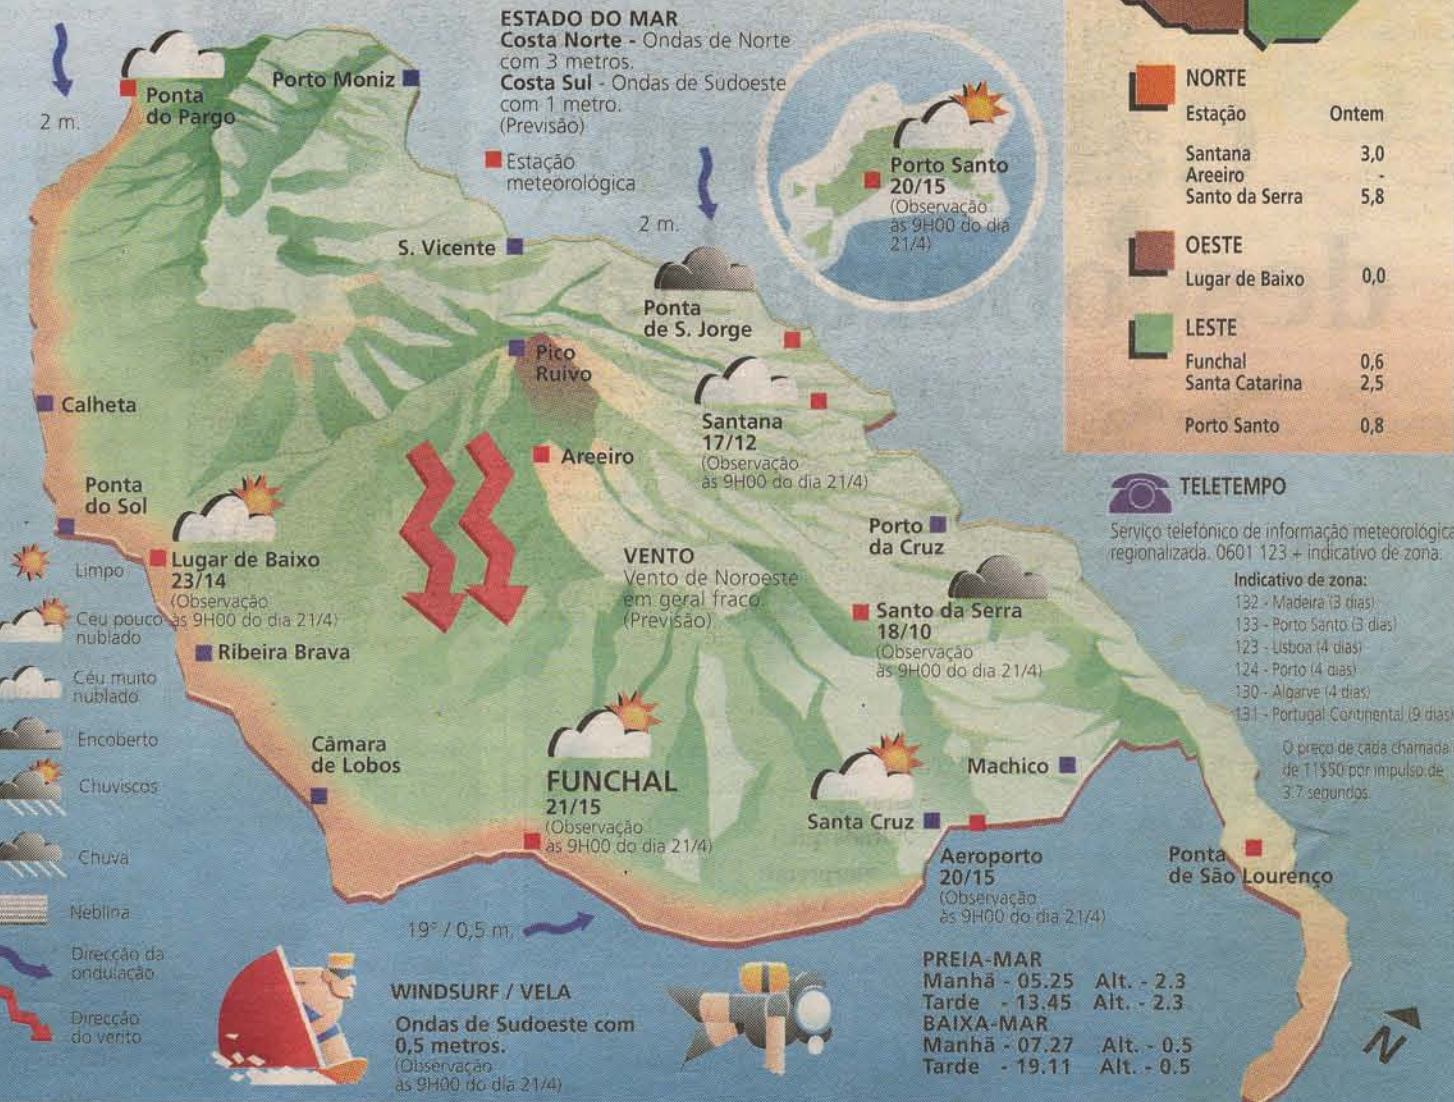 ESTADO DO MAR
Costa Norte - Ondas de Norte
com 3 metros.
Costa Sul - Ondas de Sudoeste
com 1 metro.
(Previsão)
Estação
meteorológica
2 m.
Ponta
do Pargo
Porto Moniz
2 m.
S. Vicente
Porto Santo
20/15
(Observação
às 9H00 do dia
21/4)
Ponta
de S. Jorge
Pico
Ruivo
Calheta
Santana
17/12
(Observação
às 9H00 do dia 21/4)
Areeiro
Ponta
do Sol
Lugar de Baixo
23/14
(Observação
às 9H00 do dia 21/4)
Porto
da Cruz
VENTO
Vento de Noroeste
em geral fraco.
(Previsão)
Santo da Serra
18/10
(Observação
às 9H00 do dia 21/4)
Ribeira Brava
Câmara
de Lobos
FUNCHAL
21/15
(Observação
às 9H00 do dia 21/4)
Machico
Santa Cruz
Aeroporto
20/15
(Observação
às 9H00 do dia 21/4)
Ponta
de São Lourenço
19° / 0,5 m.
Limpo
Céu pouco
nublado
Céu muito
nublado
Encoberto
Chuviscos
Chuva
Neblina
Direcção da
ondulação
Direcção
do vento
WINDSURF / VELA
Ondas de Sudoeste com
0,5 metros.
(Observação
às 9H00 do dia 21/4)
PREIA-MAR
Manhã - 05.25 Alt. - 2.3
Tarde - 13.45 Alt. - 2.3
BAIXA-MAR
Manhã - 07.27 Alt. - 0.5
Tarde - 19.11 Alt. - 0.5
N
NORTE
Estação Ontem
Santana 3,0
Areeiro -
Santo da Serra 5,8
OESTE
Lugar de Baixo 0,0
LESTE
Funchal 0,6
Santa Catarina 2,5
Porto Santo 0,8
TELETEMPO
Serviço telefónico de informação meteorológica
regionalizada. 0601 123 + indicativo de zona.
Indicativo de zona:
132 - Madeira (3 dias)
133 - Porto Santo (3 dias)
123 - Lisboa (4 dias)
124 - Porto (4 dias)
130 - Algarve (4 dias)
131 - Portugal Continental (9 dias)
O preço de cada chamada
de 11$50 por impulso de
3.7 segundos.